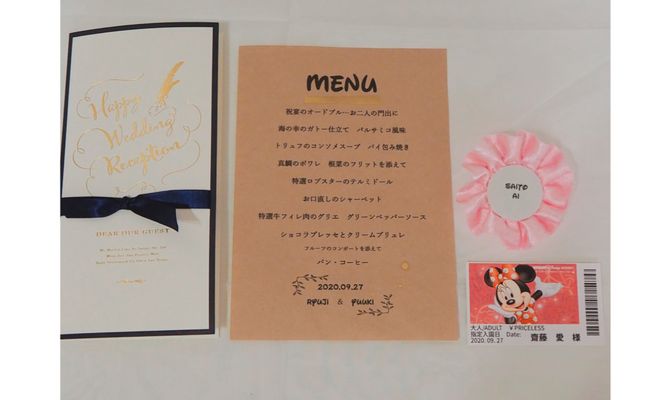 Happy
Wedding
Reception
DEAR OUR GUEST
MENU
祝宴のオードブル…お二人の門出に
海の幸のガトー仕立て バルサミコ風味
トリュフのコンソメスープ パイ包み焼き
真鯛のポワレ 根菜のフリットを添えて
特選ロブスターのテルミドール
お口直しのシャーベット
特選牛フィレ肉のグリエ グリーンペッパーソース
ショコラプレッセとクリームブリュレ
フルーツのコンポートを添えて
パン・コーヒー
2020.09.27
RYUJI & YUUKI
SAITO
AI
大人/ADULT ￥PRICELESS
指定入園日 Date:
2020. 09. 27
齋藤 愛 様